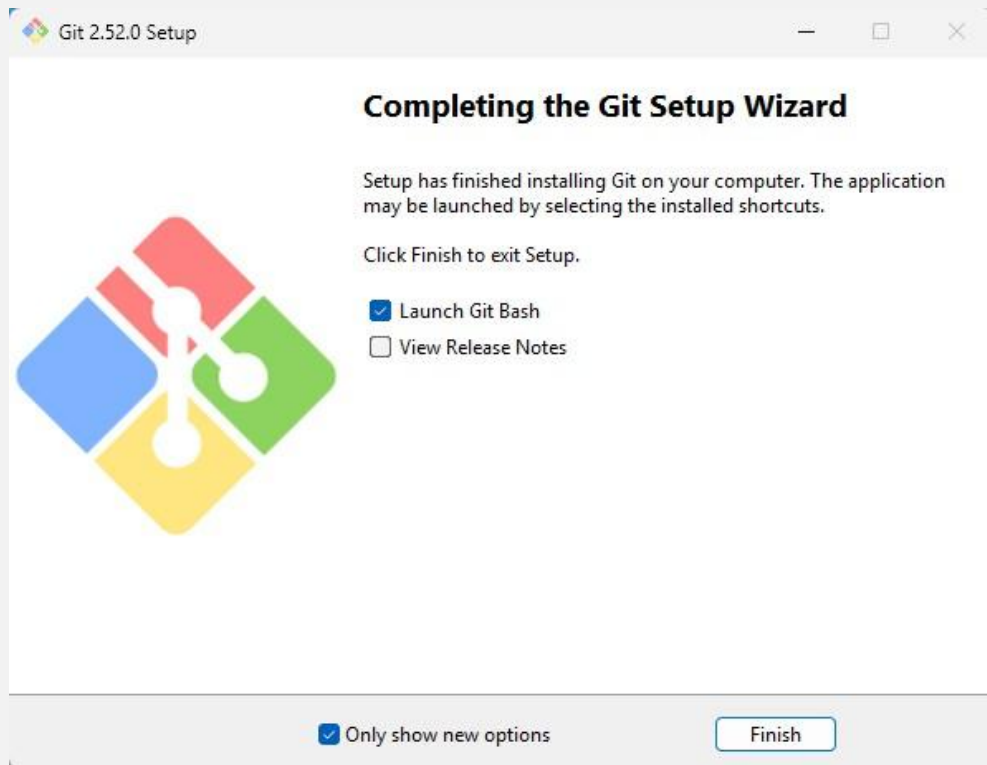 Git 2.52.0 Setup
Completing the Git Setup Wizard
Setup has finished installing Git on your computer. The application
may be launched by selecting the installed shortcuts.
Click Finish to exit Setup.
Launch Git Bash
View Release Notes
Only show new options
Finish